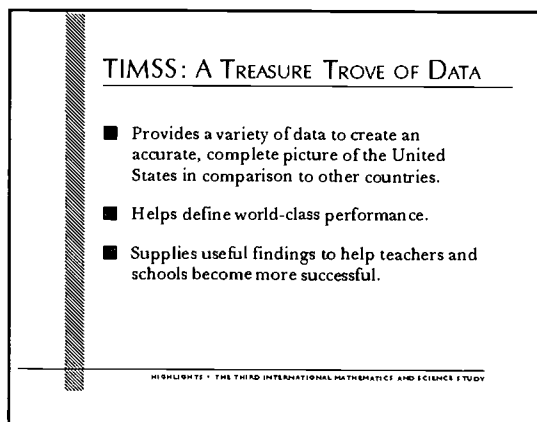 TIMSS: A TREASURE TROVE OF DATA
■ Provides a variety of data to create an
accurate, complete picture of the United
States in comparison to other countries.
■ Helps define world-class performance.
■ Supplies useful findings to help teachers and
schools become more successful.
HIGHLIGHTS • THE THIRD INTERNATIONAL MATHEMATICS AND SCIENCE STUDY